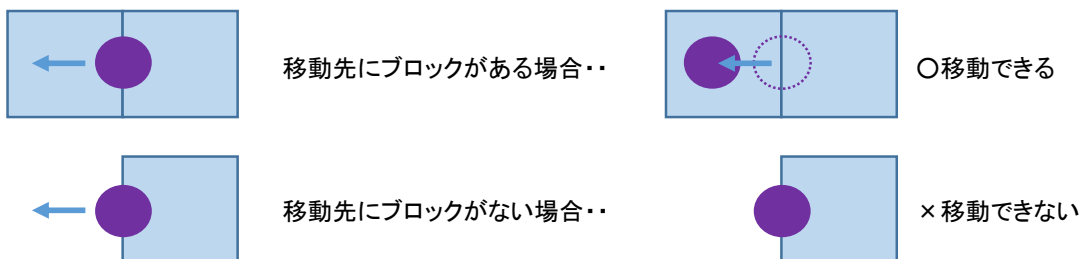 移動先にブロックがある場合・・
○移動できる
移動先にブロックがない場合・・
×移動できない